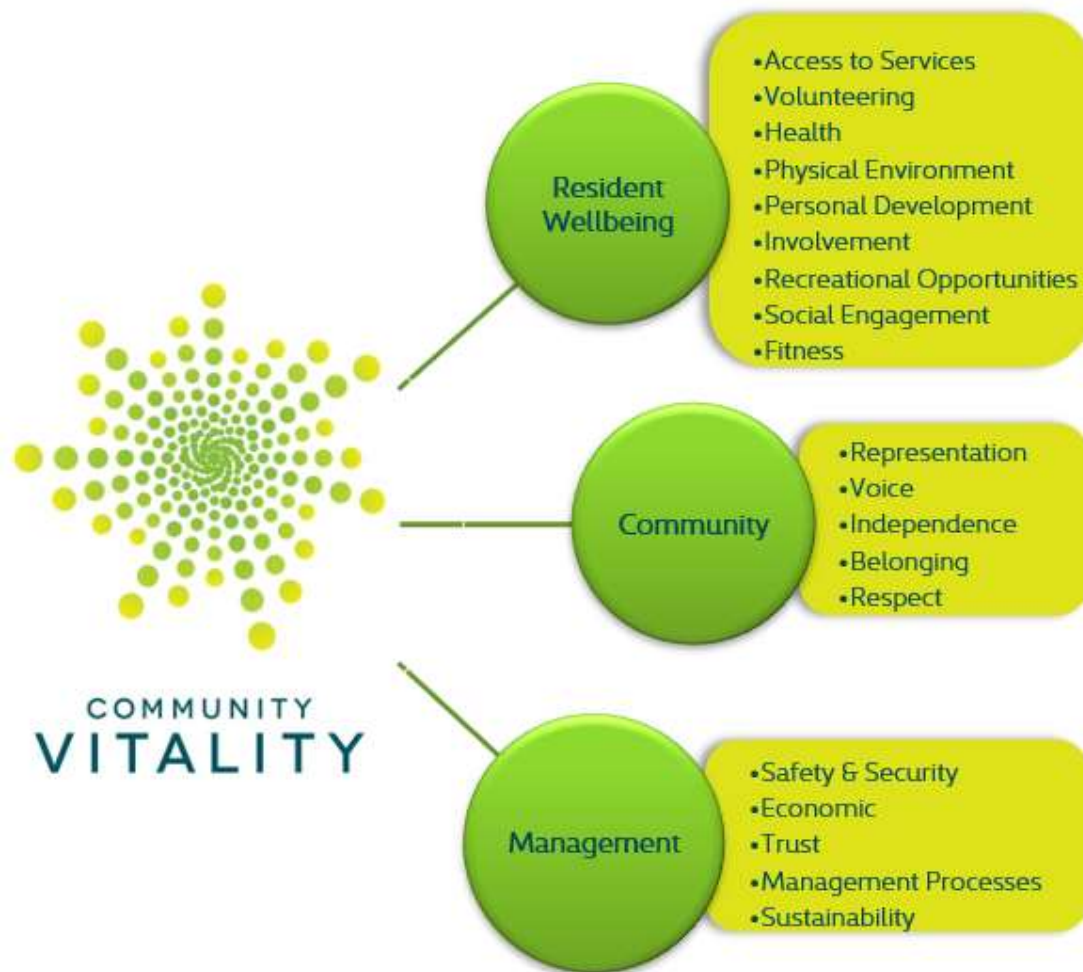 COMMUNITY
VITALITY
Resident
Wellbeing
•Access to Services
•Volunteering
•Health
•Physical Environment
•Personal Development
•Involvement
•Recreational Opportunities
•Social Engagement
•Fitness
Community
•Representation
•Voice
•Independence
•Belonging
•Respect
Management
•Safety & Security
•Economic
•Trust
•Management Processes
•Sustainability